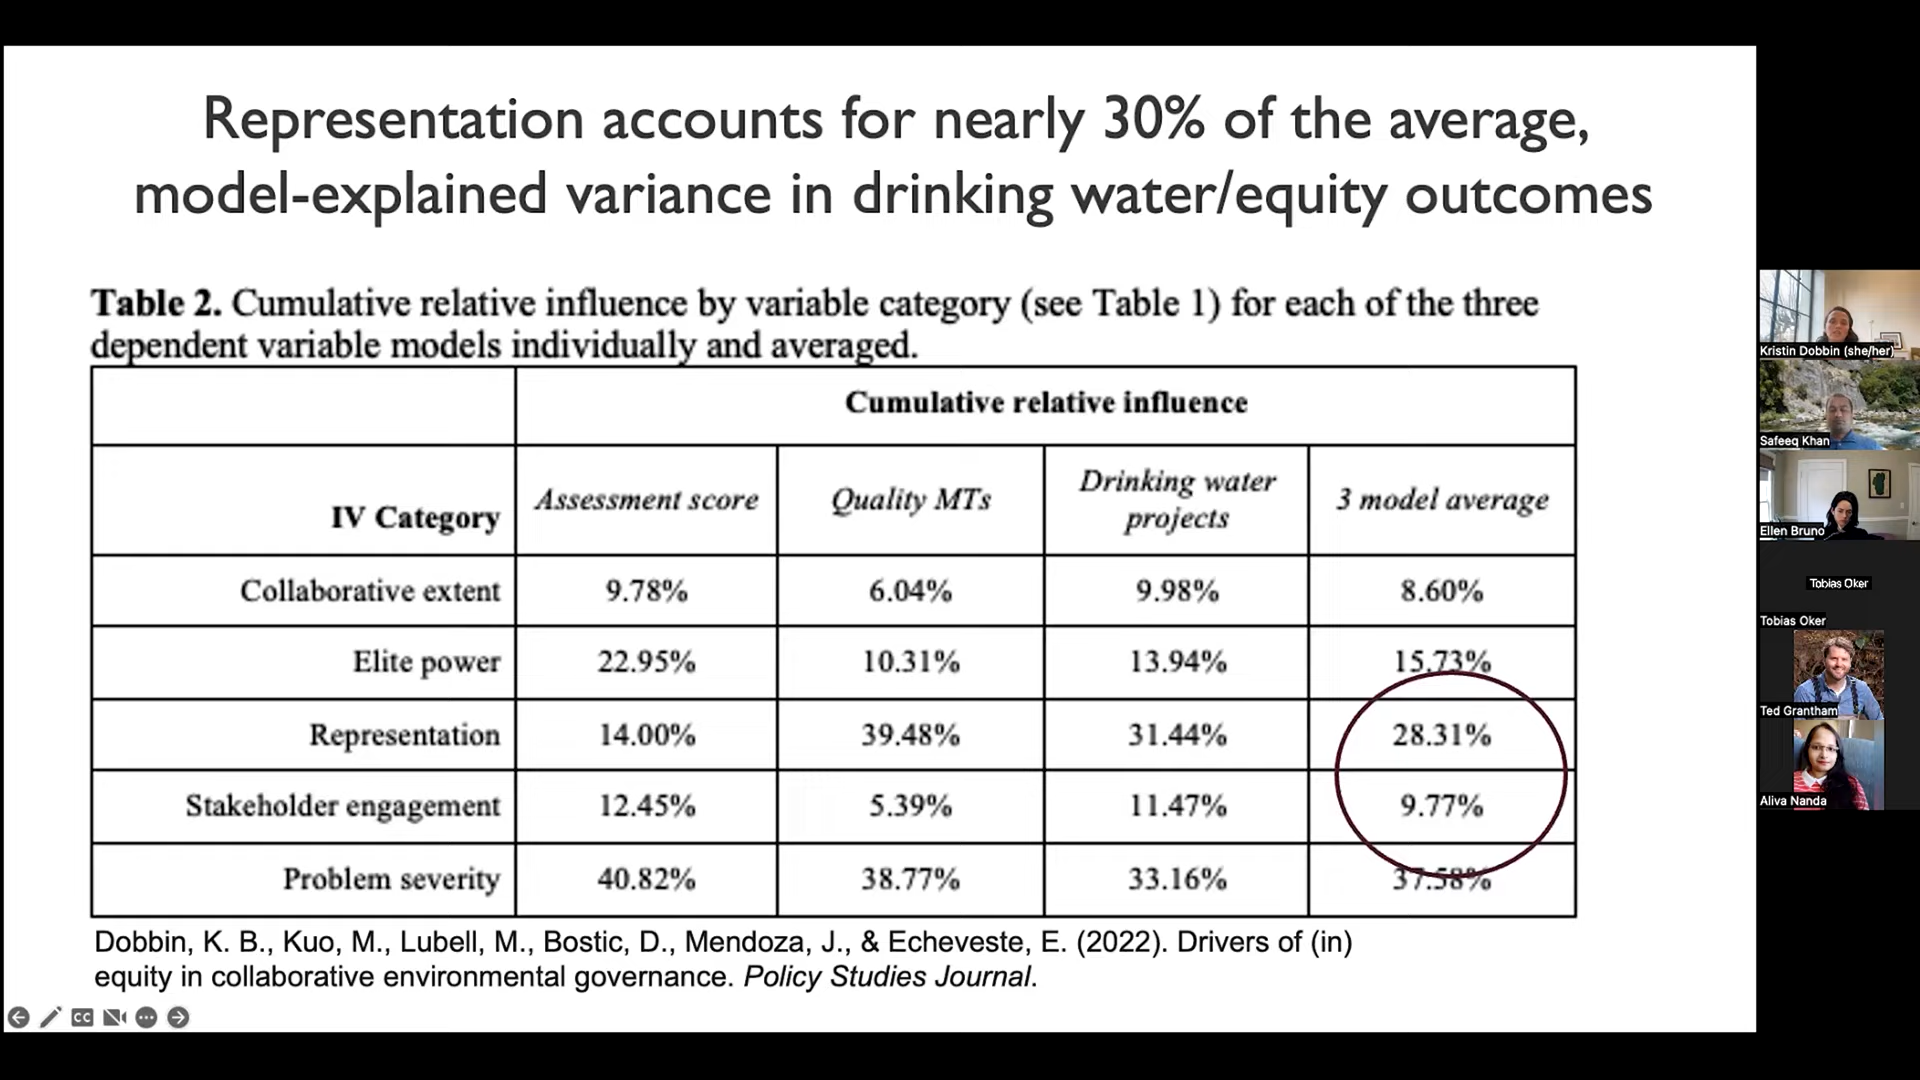 Representation accounts for nearly 30% of the average,
model-explained variance in drinking water/equity outcomes
Table 2. Cumulative relative influence by variable category (see Table 1) for each of the three
dependent variable models individually and averaged.
Cumulative relative influence
IV Category Assessment score Quality MTs Drinking water projects 3 model average
Collaborative extent 9.78% 6.04% 9.98% 8.60%
Elite power 22.95% 10.31% 13.94% 15.73%
Representation 14.00% 39.48% 31.44% 28.31%
Stakeholder engagement 12.45% 5.39% 11.47% 9.77%
Problem severity 40.82% 38.77% 33.16% 37.58%
Dobbin, K. B., Kuo, M., Lubell, M., Bostic, D., Mendoza, J., & Echeveste, E. (2022). Drivers of (in)
equity in collaborative environmental governance. Policy Studies Journal.
CC
Kristin Dobbin (she/her)
Safeeq Khan
Ellen Bruno
Tobias Oker
Tobias Oker
Ted Grantham
Aliva Nanda